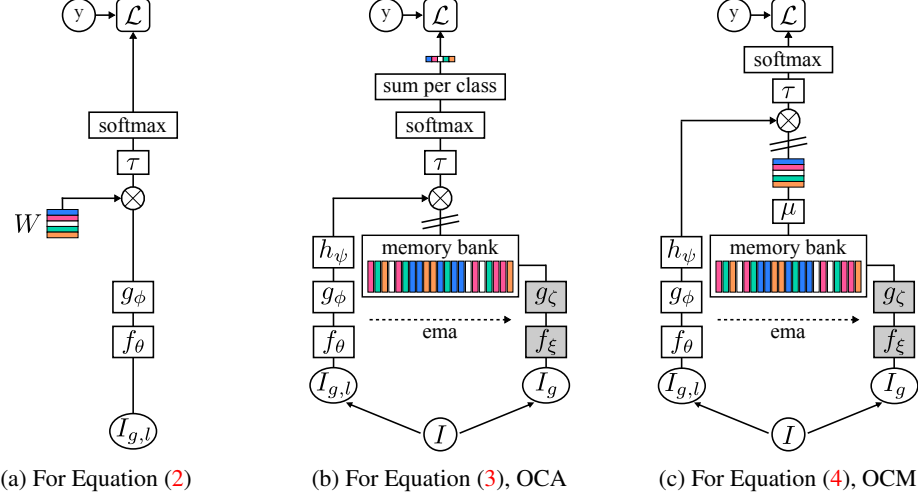 y
L
softmax
τ
W
⊗
g_ϕ
f_θ
I_{g,l}
(a) For Equation (2)
y
L
sum per class
softmax
τ
⊗
h_ψ
memory bank
g_ϕ
g_ζ
ema
f_θ
f_ξ
I_{g,l}
I_g
I
(b) For Equation (3), OCA
y
L
softmax
τ
⊗
μ
h_ψ
memory bank
g_ϕ
g_ζ
ema
f_θ
f_ξ
I_{g,l}
I_g
I
(c) For Equation (4), OCM